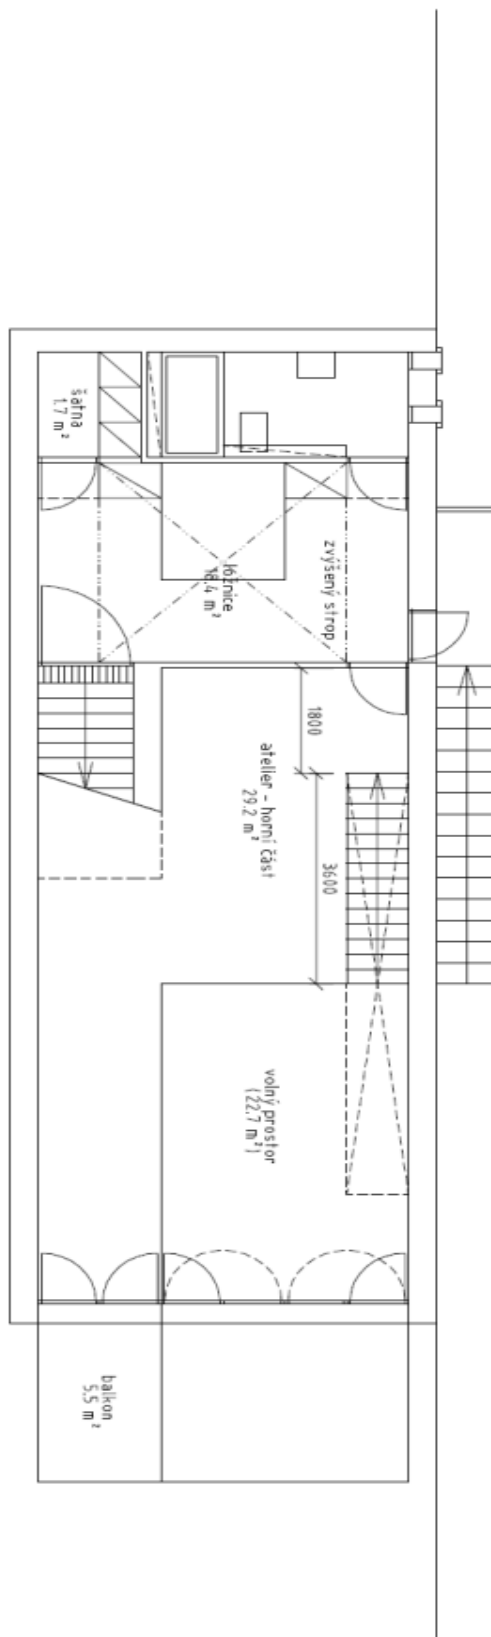 šatna
1.7 m²
ložnice
18.4 m²
zvýšený strop
1800
atelier - horní část
29.2 m²
3600
volný prostor
(22.7 m²)
balkon
5.5 m²